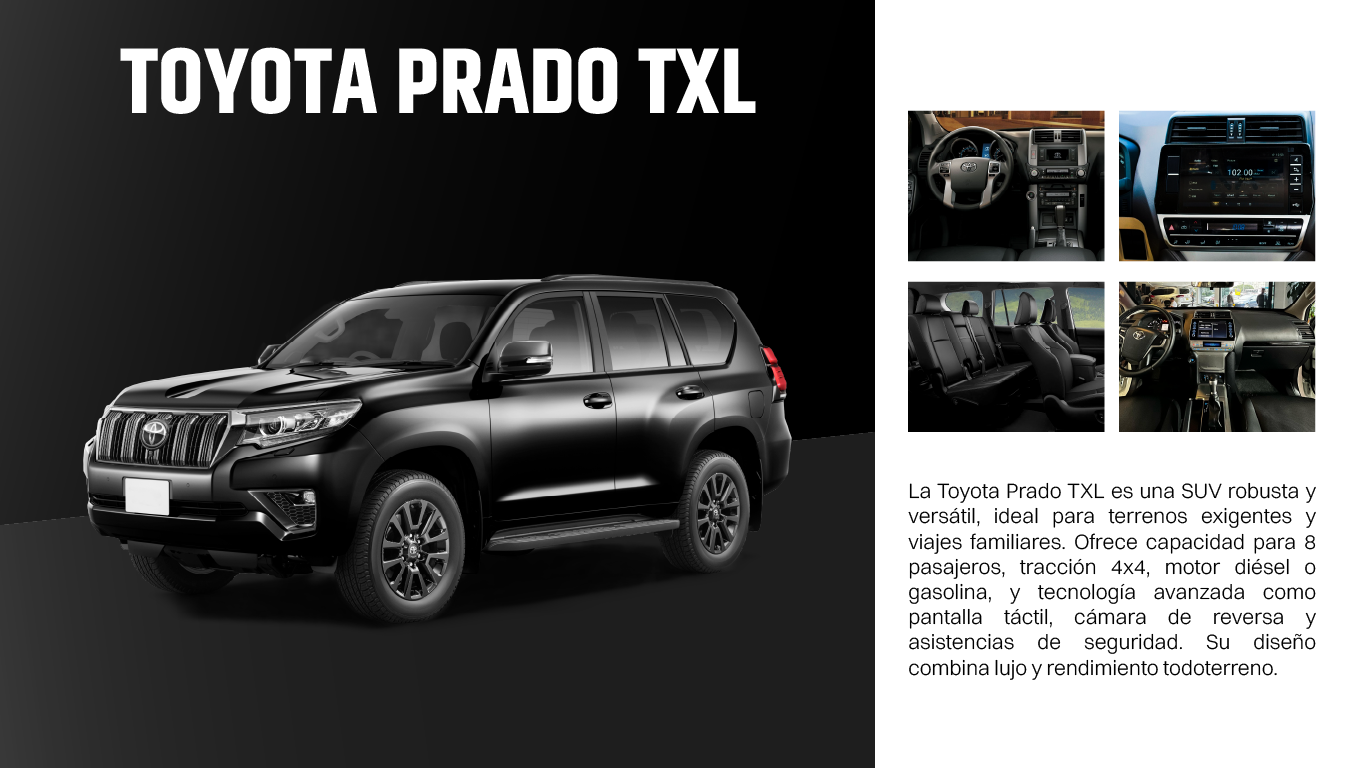 TOYOTA PRADO TXL
102.00
La Toyota Prado TXL es una SUV robusta y
versátil, ideal para terrenos exigentes y
viajes familiares. Ofrece capacidad para 8
pasajeros, tracción 4x4, motor diésel o
gasolina, y tecnología avanzada como
pantalla táctil, cámara de reversa y
asistencias de seguridad. Su diseño
combina lujo y rendimiento todoterreno.